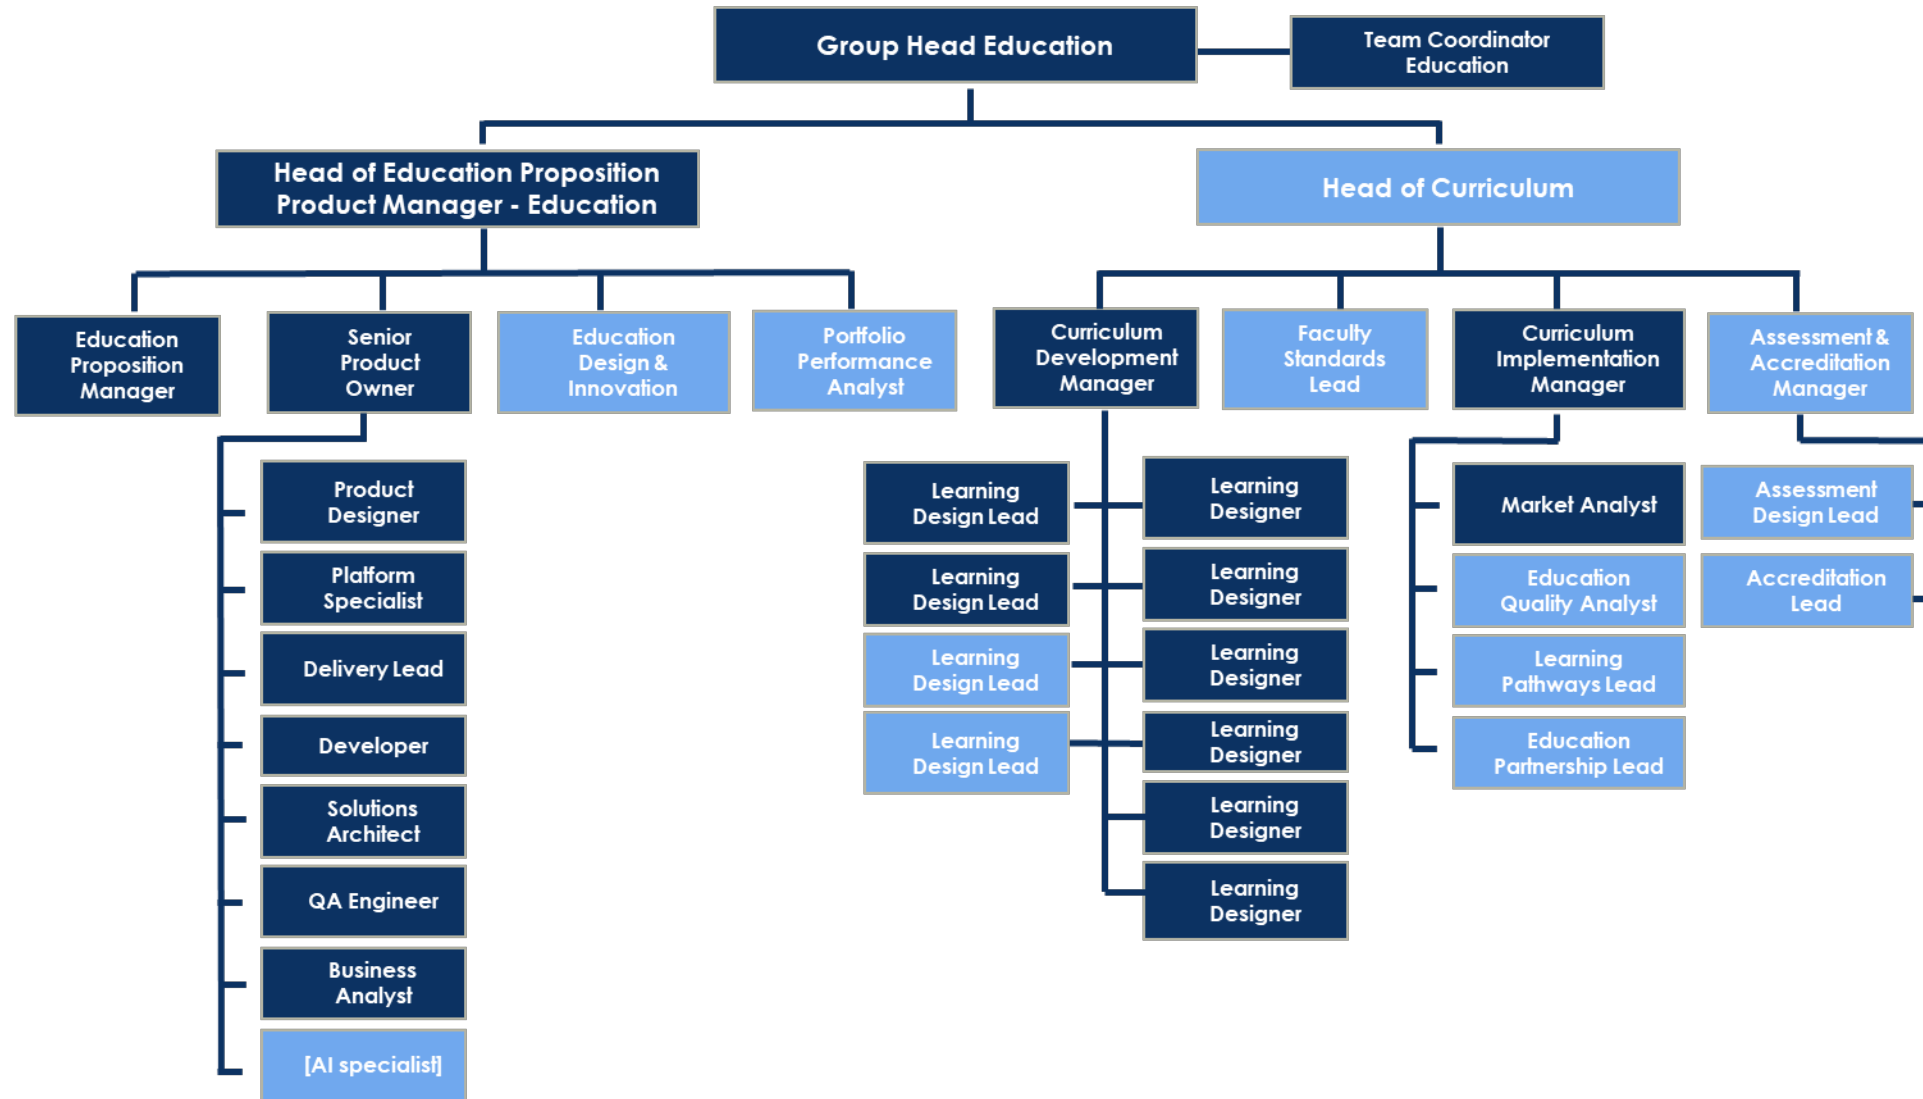 Group Head Education
Team Coordinator
Education
Head of Education Proposition
Product Manager - Education
Head of Curriculum
Education
Proposition
Manager
Senior
Product
Owner
Education
Design &
Innovation
Portfolio
Performance
Analyst
Curriculum
Development
Manager
Faculty
Standards
Lead
Curriculum
Implementation
Manager
Assessment &
Accreditation
Manager
Product
Designer
Platform
Specialist
Delivery Lead
Developer
Solutions
Architect
QA Engineer
Business
Analyst
[AI specialist]
Learning
Design Lead
Learning
Design Lead
Learning
Design Lead
Learning
Design Lead
Learning
Designer
Learning
Designer
Learning
Designer
Learning
Designer
Learning
Designer
Learning
Designer
Market Analyst
Education
Quality Analyst
Learning
Pathways Lead
Education
Partnership Lead
Assessment
Design Lead
Accreditation
Lead